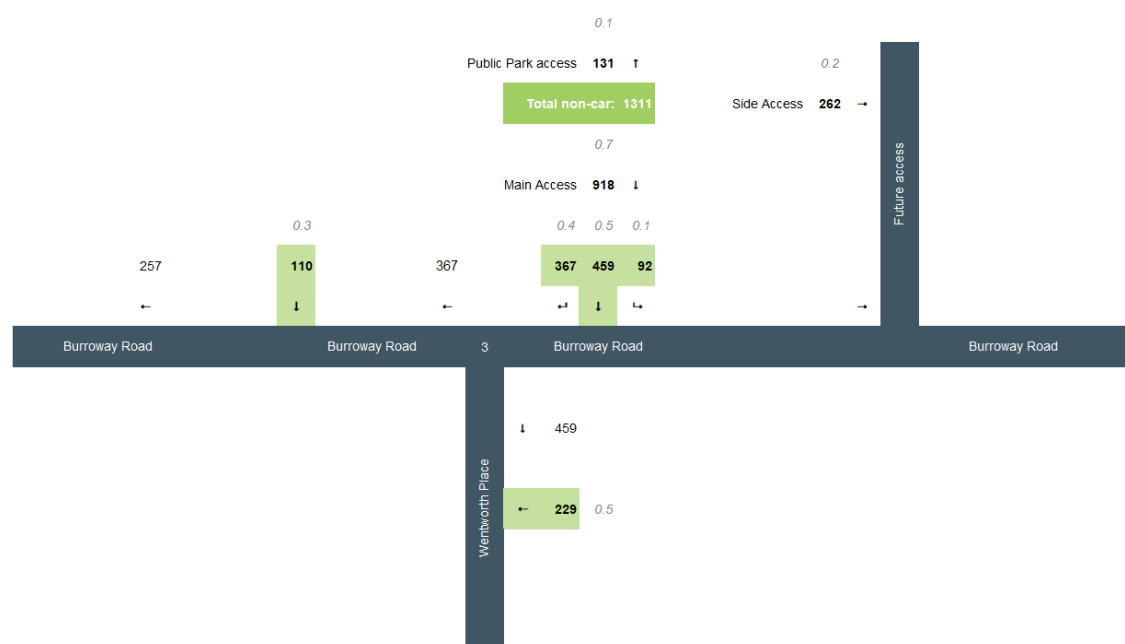 0.1
Public Park access 131 ↑
0.2
Total non-car: 1311
Side Access 262 →
0.7
Main Access 918 ↓
Future access
0.3
0.4 0.5 0.1
257 110 367 367 459 92
← ↓ ← ↵ ↓ ↳ →
Burroway Road Burroway Road 3 Burroway Road Burroway Road
↓ 459
Wentworth Place
← 229 0.5